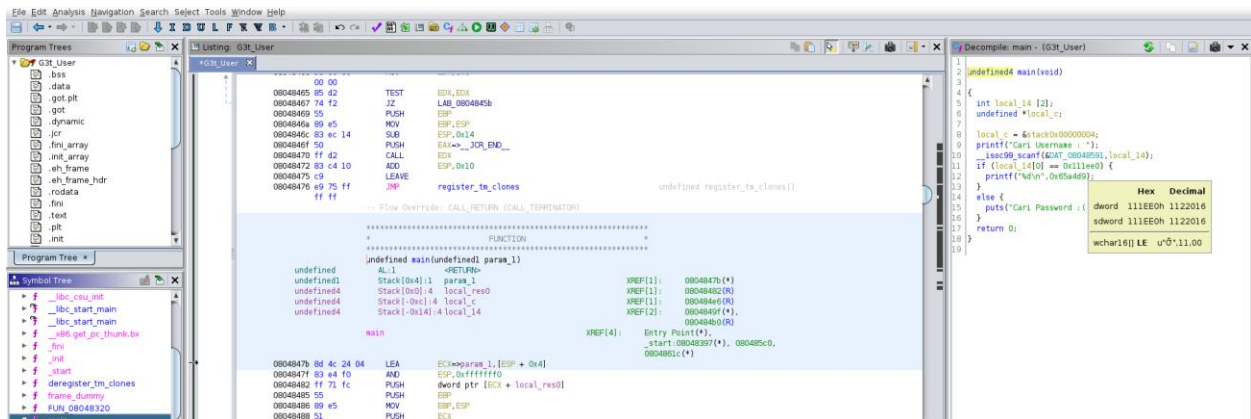 File Edit Analysis Navigation Search Select Tools Window Help
Program Trees
G3t_User
.bss
.data
.got.plt
.got
.dynamic
.jcr
.fini_array
.init_array
.eh_frame
.eh_frame_hdr
.rodata
.fini
.text
.plt
.init
Program Tree ×
Symbol Tree
f __libc_csu_init
f __libc_start_main
f __libc_start_main
f __x86.get_pc_thunk.bx
f _fini
f _init
f _start
f deregister_tm_clones
f frame_dummy
f FUN_08048320
Listing: G3t_User
*G3t_User
00 00
08048465 85 d2 TEST EDX,EDX
08048467 74 f2 JZ LAB_0804845b
08048469 55 PUSH EBP
0804846a 89 e5 MOV EBP,ESP
0804846c 83 ec 14 SUB ESP,0x14
0804846f 50 PUSH EAX=>__JCR_END__
08048470 ff d2 CALL EDX
08048472 83 c4 10 ADD ESP,0x10
08048475 c9 LEAVE
08048476 e9 75 ff JMP register_tm_clones undefined register_tm_clones()
ff ff
-- Flow Override: CALL_RETURN (CALL_TERMINATOR)
* FUNCTION *
undefined main(undefined1 param_1)
undefined AL:1 <RETURN>
undefined1 Stack[0x4]:1 param_1 XREF[1]: 0804847b(*)
undefined4 Stack[0x0]:4 local_res0 XREF[1]: 08048482(R)
undefined4 Stack[-0xc]:4 local_c XREF[1]: 080484e6(R)
undefined4 Stack[-0x14]:4 local_14 XREF[2]: 0804849f(*),
080484b0(R)
main XREF[4]: Entry Point(*),
_start:08048397(*), 080485c0,
0804861c(*)
0804847b 8d 4c 24 04 LEA ECX=>param_1,[ESP + 0x4]
0804847f 83 e4 f0 AND ESP,0xfffffff0
08048482 ff 71 fc PUSH dword ptr [ECX + local_res0]
08048485 55 PUSH EBP
08048486 89 e5 MOV EBP,ESP
08048488 51 PUSH ECX
Decompile: main - (G3t_User)
1
2 undefined4 main(void)
3
4 {
5 int local_14 [2];
6 undefined *local_c;
7
8 local_c = &stack0x00000004;
9 printf("Cari Username : ");
10 __isoc99_scanf(&DAT_08048591,local_14);
11 if (local_14[0] == 0x111ee0) {
12 printf("%d\n",0x65a4d9);
13 }
14 else {
15 puts("Cari Password :(
16 }
17 return 0;
18 }
19
Hex Decimal
dword 111EE0h 1122016
sdword 111EE0h 1122016
wchar16[] LE